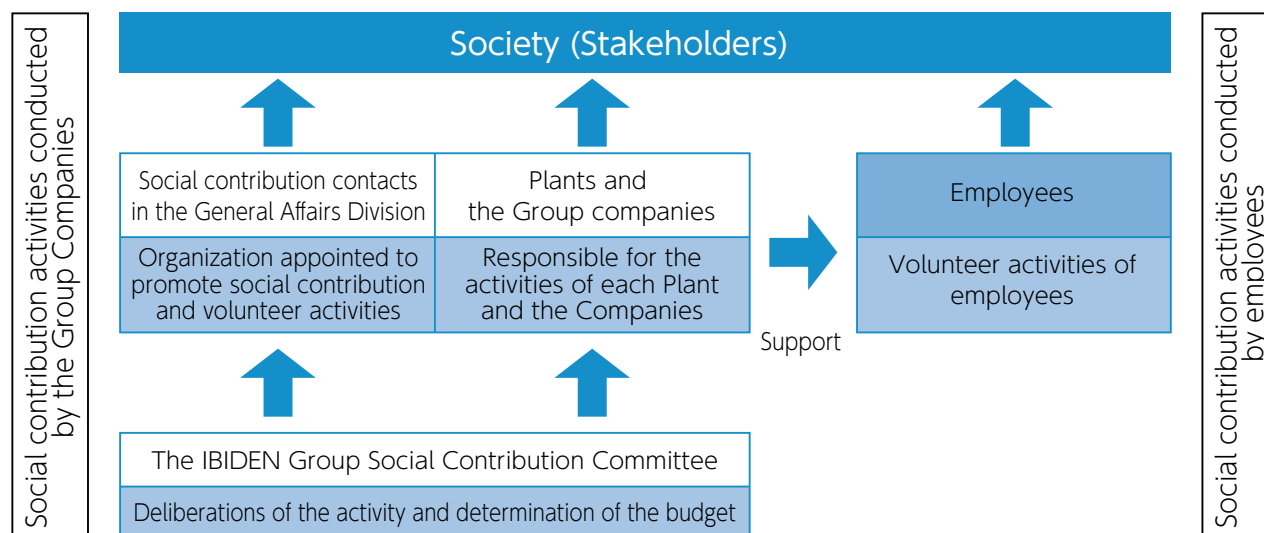 Social contribution activities conducted
by the Group Companies
Society (Stakeholders)
Social contribution contacts
in the General Affairs Division
Organization appointed to
promote social contribution
and volunteer activities
Plants and
the Group companies
Responsible for the
activities of each Plant
and the Companies
Support
Employees
Volunteer activities of
employees
The IBIDEN Group Social Contribution Committee
Deliberations of the activity and determination of the budget
Social contribution activities conducted
by employees